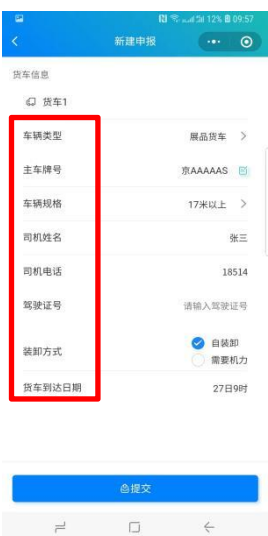 12% 09:57
新建申报
货车信息
货车1
车辆类型 展品货车
主车牌号 京AAAAAS
车辆规格 17米以上
司机姓名 张三
司机电话 18514
驾驶证号 请输入驾驶证号
装卸方式 自装卸
需要机力
货车到达日期 27日9时
提交